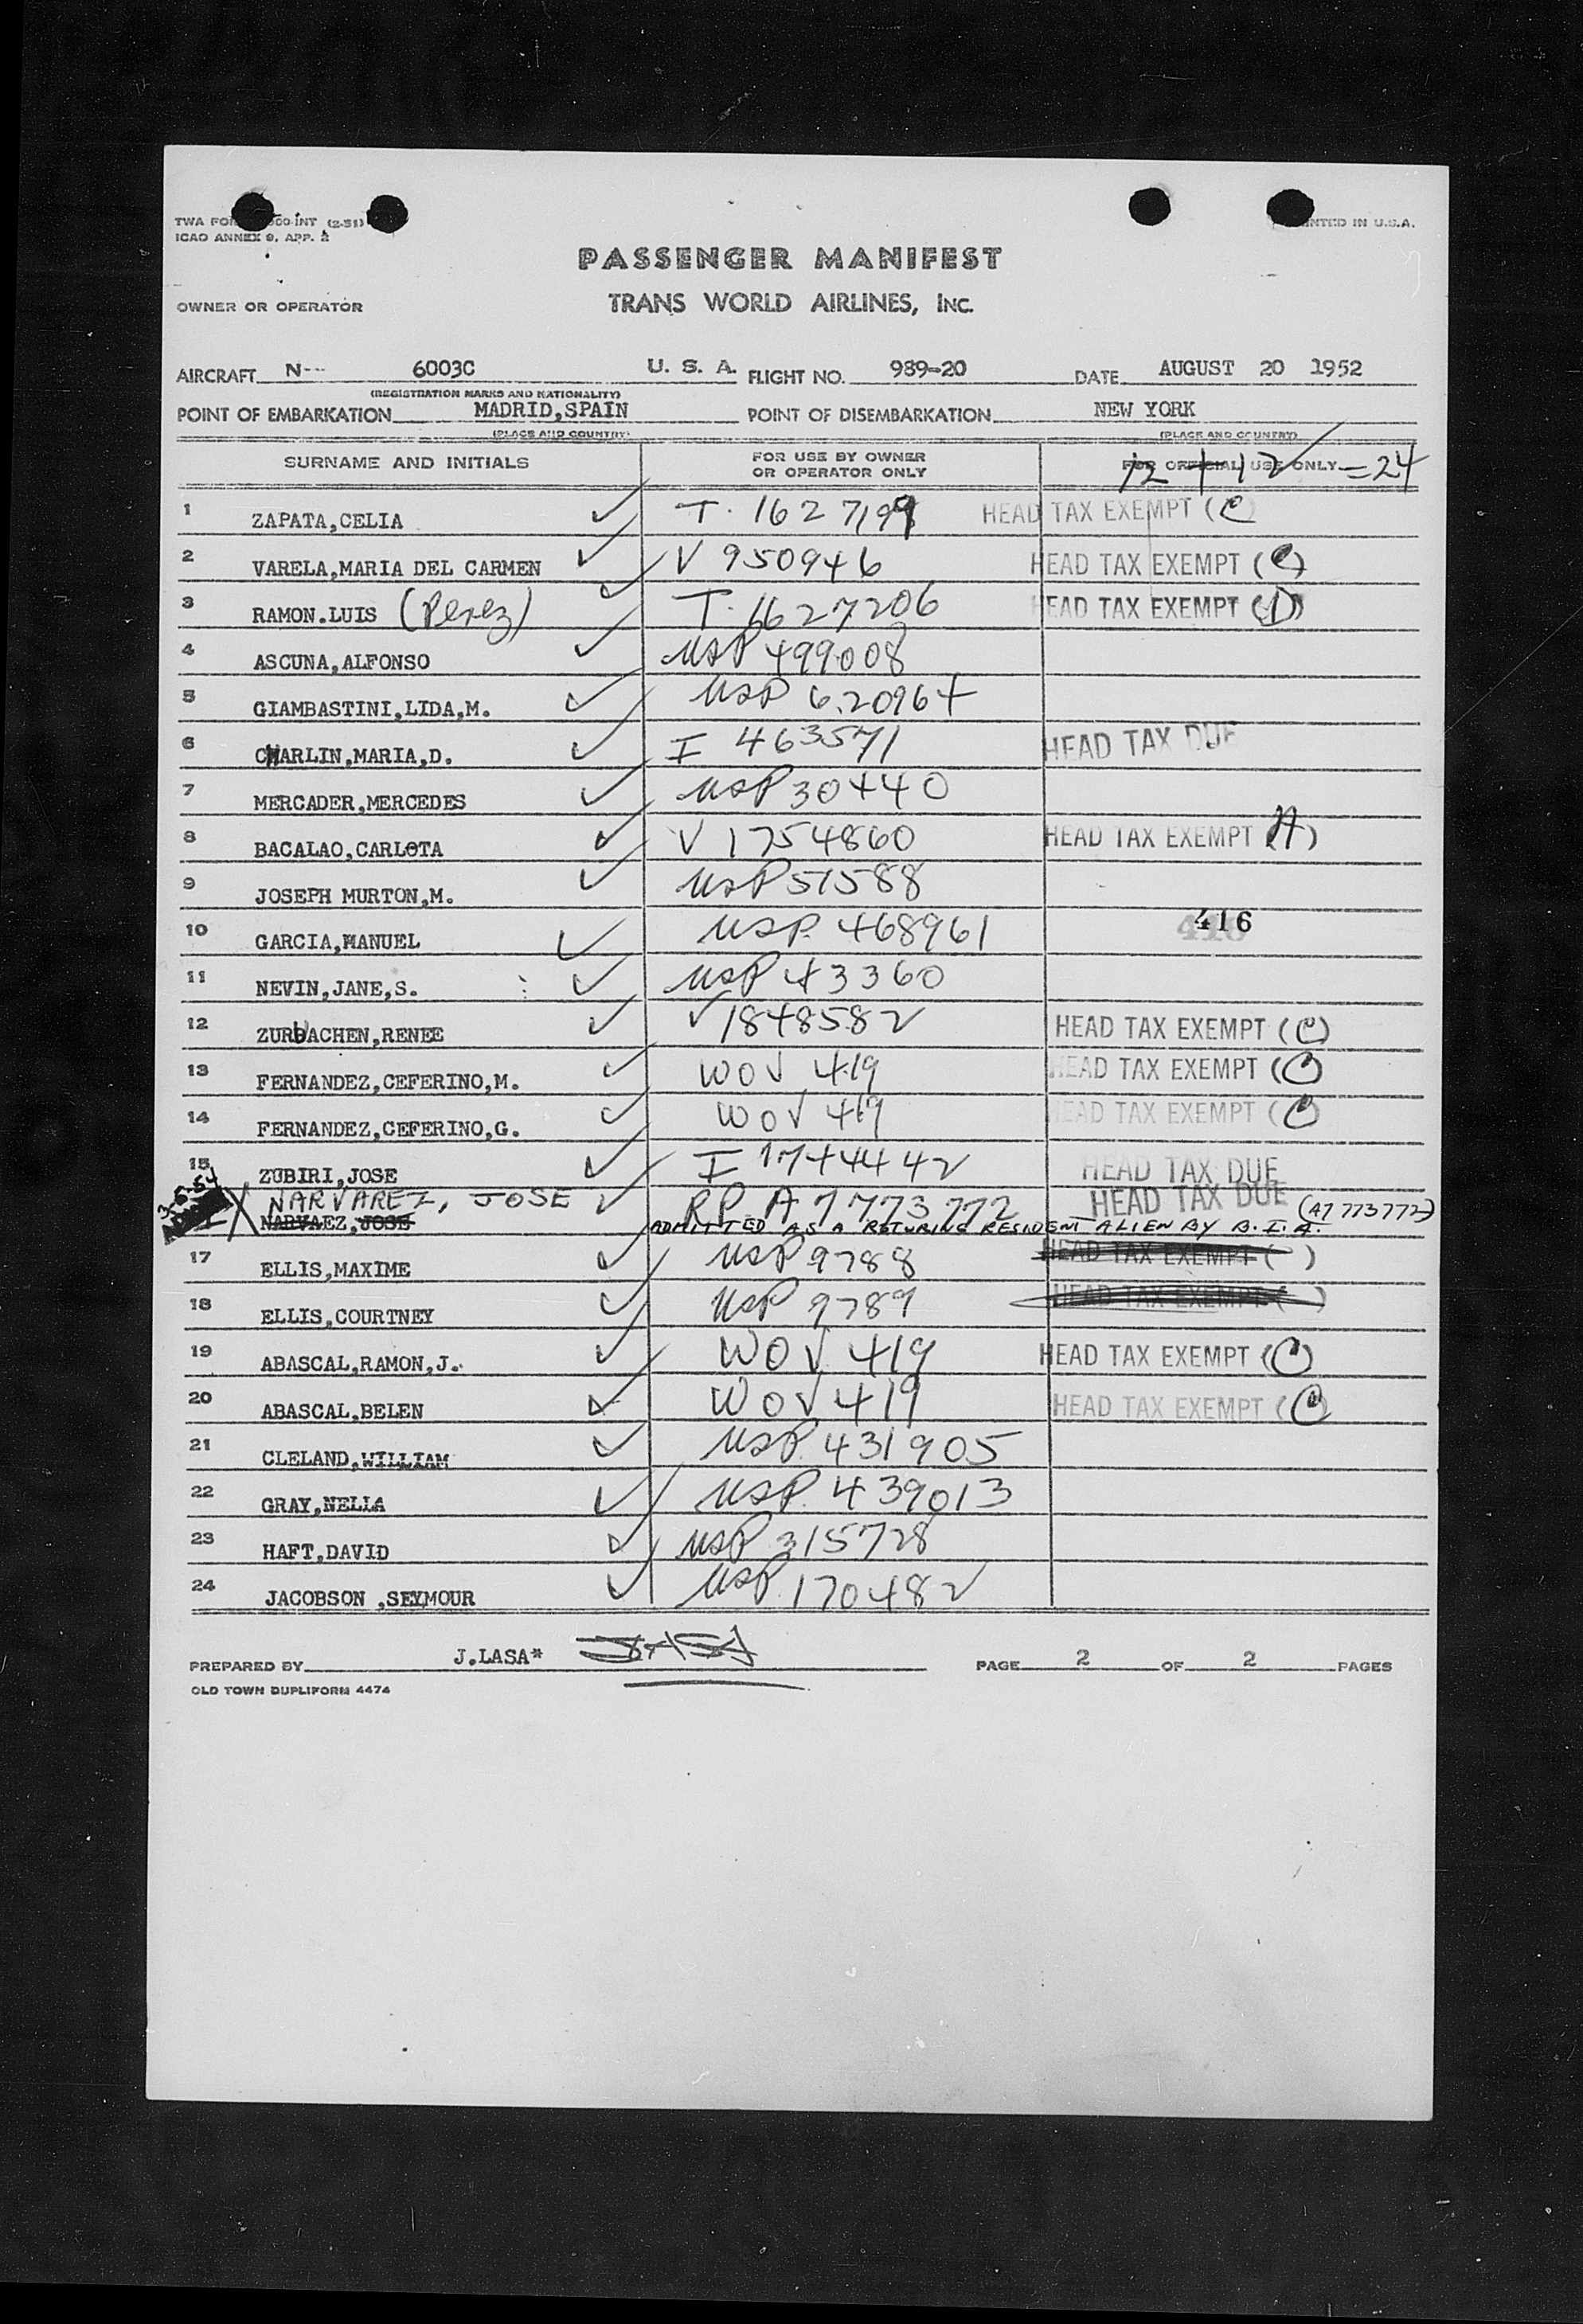 TWA FO 00-INT (2-51)
ICAO ANNEX 9, APP. 2
NTED IN U.S.A.
PASSENGER MANIFEST
OWNER OR OPERATOR TRANS WORLD AIRLINES, INC.
AIRCRAFT N-- 6003C U. S. A. FLIGHT NO. 989-20 DATE AUGUST 20 1952
(REGISTRATION MARKS AND NATIONALITY)
POINT OF EMBARKATION MADRID,SPAIN POINT OF DISEMBARKATION NEW YORK
(PLACE AND COUNTRY) (PLACE AND COUNTRY)
SURNAME AND INITIALS FOR USE BY OWNER OR OPERATOR ONLY FOR OFFICIAL USE ONLY 12 + 12 = 24
1 ZAPATA,CELIA T. 1627199 HEAD TAX EXEMPT (C)
2 VARELA,MARIA DEL CARMEN V 950946 HEAD TAX EXEMPT (C)
3 RAMON.LUIS (Perez) T. 1627206 HEAD TAX EXEMPT (D)
4 ASCUNA,ALFONSO USP 499008
5 GIAMBASTINI,LIDA,M. USP 620964
6 CHARLIN,MARIA,D. I 463571 HEAD TAX DUE
7 MERCADER,MERCEDES USP 30440
8 BACALAO,CARLOTA V 1754860 HEAD TAX EXEMPT (A)
9 JOSEPH MURTON,M. USP 51588
10 GARCIA,MANUEL USP. 468961 416
11 NEVIN,JANE,S. USP 43360
12 ZURBACHEN,RENEE V 1848582 HEAD TAX EXEMPT (C)
13 FERNANDEZ,CEFERINO,M. WOV 419 HEAD TAX EXEMPT (C)
14 FERNANDEZ,CEFERINO,G. WOV 419 HEAD TAX EXEMPT (C)
15 ZUBIRI,JOSE I 1744442 HEAD TAX DUE
NARVAREZ, JOSE RP A7773772 HEAD TAX DUE (A7773772)
NARVAEZ,JOSE ADMITTED AS A RETURING RESIDENT ALIEN BY B.I.A.
17 ELLIS,MAXIME USP 9788 HEAD TAX EXEMPT ( )
18 ELLIS,COURTNEY USP 9789 HEAD TAX EXEMPT ( )
19 ABASCAL,RAMON,J. WOV 419 HEAD TAX EXEMPT (C)
20 ABASCAL,BELEN WOV 419 HEAD TAX EXEMPT (C)
21 CLELAND,WILLIAM USP. 431905
22 GRAY,NELLA USP. 439013
23 HAFT,DAVID USP 315728
24 JACOBSON ,SEYMOUR USP 170482
PREPARED BY J.LASA* JLASA PAGE 2 OF 2 PAGES
OLD TOWN DUPLIFORM 4474